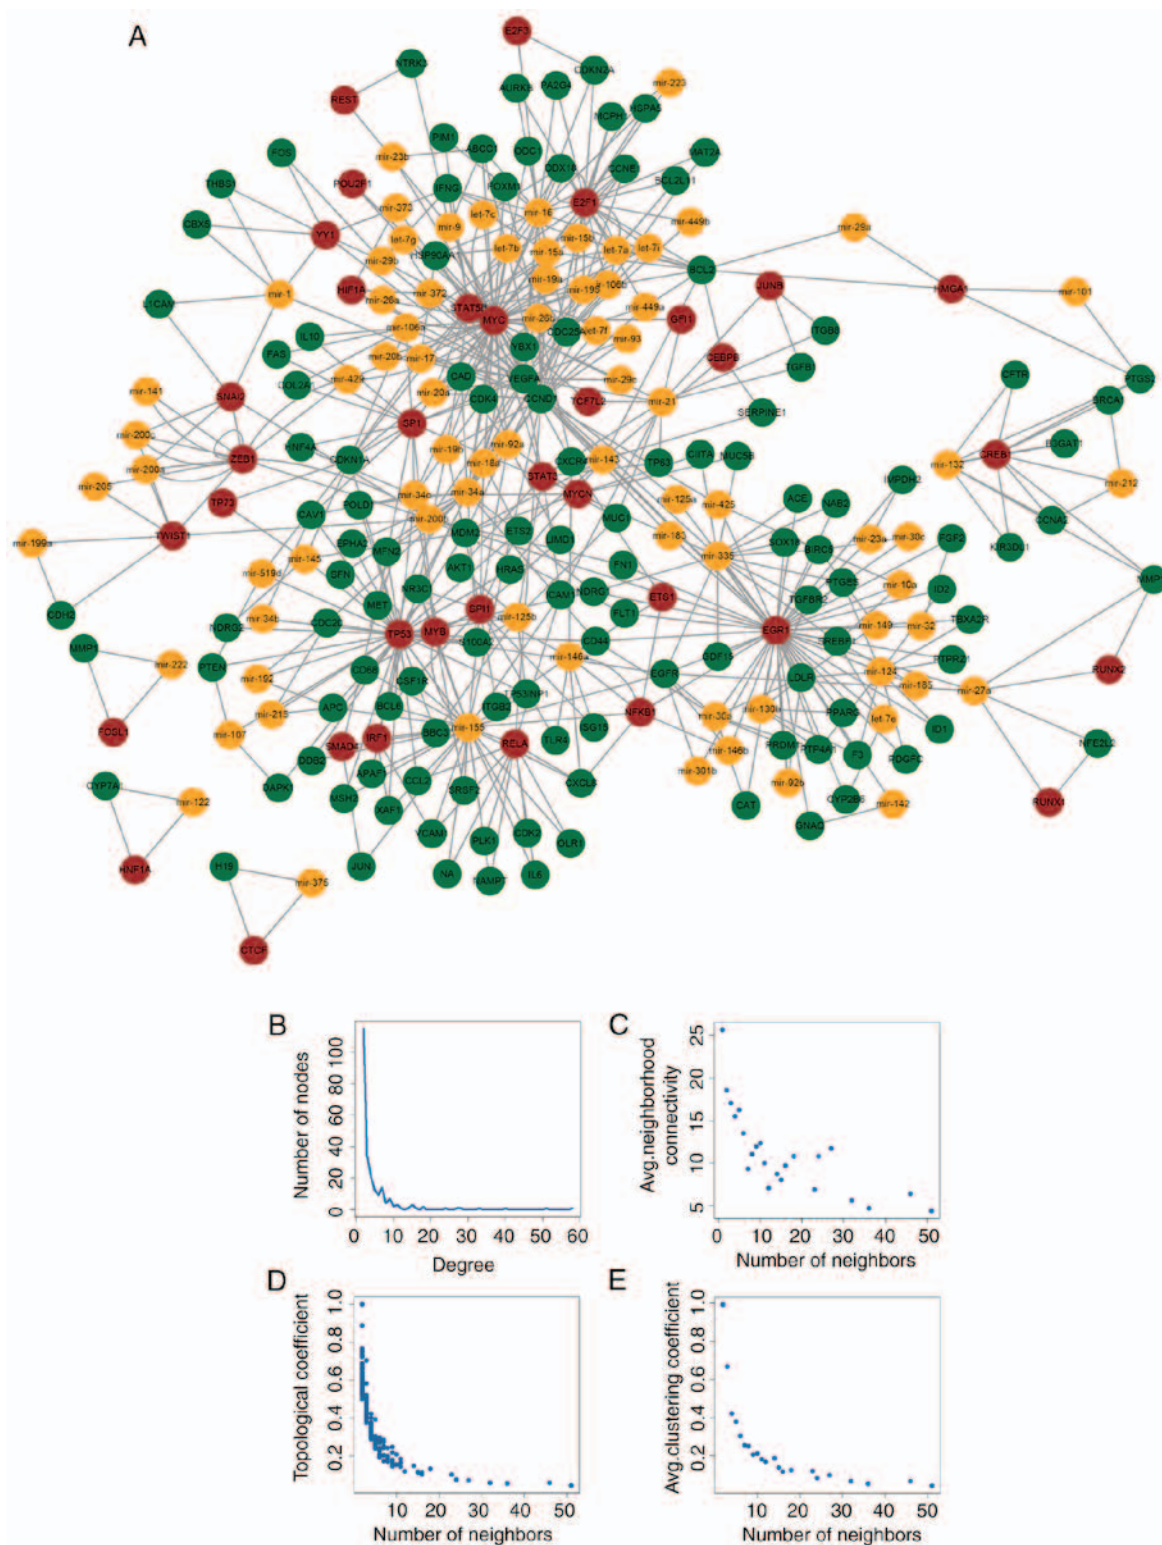 A
E2F3
NTRK3
CDKN2A
AURKB
PA2G4
mir-223
REST
MCPH1
HSPA5
PIM1
ABCC1
FOS
mir-23b
MAT2A
THBS1
POU2F1
IFNG
FOXM1
CCNE1
BCL2L11
CBX5
mir-373
let-7c
mir-16
E2F1
YY1
let-7g
mir-9
mir-15b
mir-449b
mir-29a
mir-29b
HSP90AA1
let-7b
mir-15a
let-7a
let-7i
BCL2
mir-1
HIF1A
mir-372
mir-19a
JUNB
HMGA1
mir-101
L1CAM
mir-26a
STAT5B
MYC
mir-26b
mir-449a
GFI1
IL10
mir-106a
CDC25A
let-7f
mir-93
ITGB8
FAS
mir-20b
mir-17
YBX1
CEBPB
TGFB1
COL2A1
mir-429
CAD
VEGFA
mir-29c
CFTR
PTGS2
mir-141
SNAI2
mir-20a
CDK4
CCND1
TCF7L2
mir-21
SERPINE1
BRCA1
SP1
mir-200c
HNF4A
mir-19b
mir-92a
B3GAT1
ZEB1
CDKN1A
mir-18a
CXCR4
mir-143
TP63
CIITA
MUC5B
mir-132
CREB1
mir-200a
STAT3
mir-205
TP73
mir-34c
mir-34a
MYCN
mir-125a
mir-425
ACE
NAB2
IMPDH2
mir-212
CAV1
POLD1
MUC1
CCNA2
TWIST1
EPHA2
MFN2
MDM2
ETS2
LIMD1
mir-183
mir-335
SOX18
BIRC5
mir-23a
mir-30c
FGF2
KIR3DL1
mir-199a
mir-145
SFN
NR3C1
AKT1
HRAS
FN1
PTGES
mir-519d
MET
ICAM1
NDRG1
ETS1
TGFBR2
mir-10a
ID2
CDH2
NDRG2
mir-34b
CDC20
SPI1
mir-125b
FLT1
mir-149
mir-32
TBXA2R
TP53
MYB
S100A2
CD44
EGR1
SREBF1
MMP1
mir-222
PTEN
mir-192
CD68
CSF1R
mir-146a
EGFR
GDF15
LDLR
mir-124
PTPRZ1
RUNX2
mir-185
mir-27a
APC
BCL6
TP53INP1
mir-215
ITGB2
NFKB1
mir-30a
mir-130b
PPARG
let-7e
FOSL1
mir-107
SMAD4
IRF1
BBC3
mir-155
RELA
TLR4
ISG15
PRDM1
PTP4A1
F3
PDGFC
ID1
NFE2L2
mir-146b
DDB2
CYP7A1
mir-122
DAPK1
APAF1
CCL2
mir-301b
mir-92b
MSH2
XAF1
SRSF2
CAT
CYP2B6
mir-142
RUNX1
VCAM1
PLK1
CDK2
OLR1
GNAQ
HNF1A
H19
mir-375
JUN
NA
NAMPT
IL6
CTCF
B
Number of nodes
0 20 40 60 80 100
0 10 20 30 40 50 60
Degree
C
Avg.neighborhood
connectivity
5 10 15 20 25
0 10 20 30 40 50
Number of neighbors
D
Topological coefficient
0.2 0.4 0.6 0.8 1.0
10 20 30 40 50
Number of neighbors
E
Avg.clustering coefficient
0.2 0.4 0.6 0.8 1.0
10 20 30 40 50
Number of neighbors